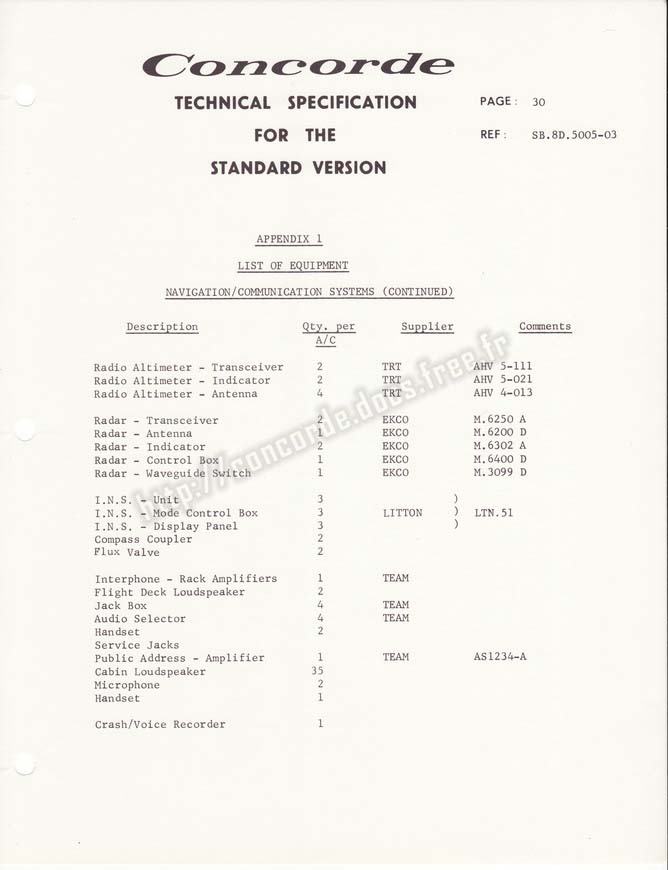 Concorde
TECHNICAL SPECIFICATION PAGE: 30
FOR THE REF: SB.8D.5005-03
STANDARD VERSION
APPENDIX 1
LIST OF EQUIPMENT
NAVIGATION/COMMUNICATION SYSTEMS (CONTINUED)
Description Qty. per Supplier Comments
A/C
Radio Altimeter - Transceiver 2 TRT AHV 5-111
Radio Altimeter - Indicator 2 TRT AHV 5-021
Radio Altimeter - Antenna 4 TRT AHV 4-013
Radar - Transceiver 2 EKCO M.6250 A
Radar - Antenna 1 EKCO M.6200 D
Radar - Indicator 2 EKCO M.6302 A
Radar - Control Box 1 EKCO M.6400 D
Radar - Waveguide Switch 1 EKCO M.3099 D
I.N.S. - Unit 3 )
I.N.S. - Mode Control Box 3 LITTON ) LTN.51
I.N.S. - Display Panel 3 )
Compass Coupler 2
Flux Valve 2
Interphone - Rack Amplifiers 1 TEAM
Flight Deck Loudspeaker 2
Jack Box 4 TEAM
Audio Selector 4 TEAM
Handset 2
Service Jacks
Public Address - Amplifier 1 TEAM AS1234-A
Cabin Loudspeaker 35
Microphone 2
Handset 1
Crash/Voice Recorder 1
http://concorde.docs.free.fr